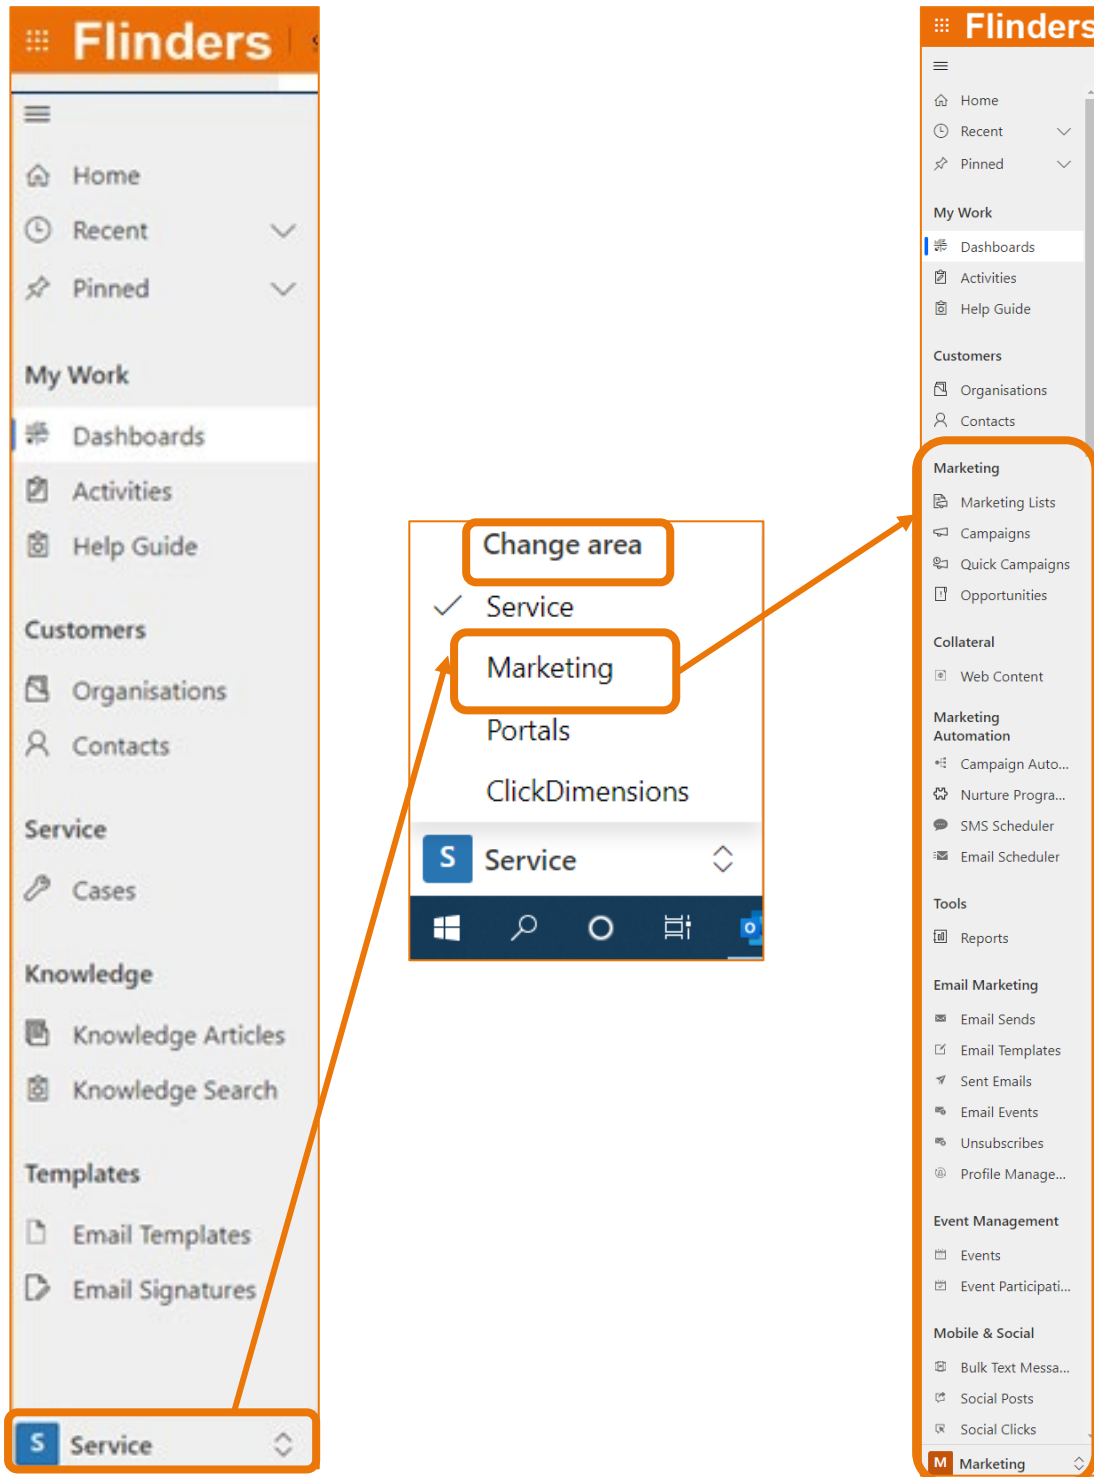 Flinders
Home
Recent
Pinned
My Work
Dashboards
Activities
Help Guide
Customers
Organisations
Contacts
Service
Cases
Knowledge
Knowledge Articles
Knowledge Search
Templates
Email Templates
Email Signatures
S Service
Change area
Service
Marketing
Portals
ClickDimensions
S Service
Flinders
Home
Recent
Pinned
My Work
Dashboards
Activities
Help Guide
Customers
Organisations
Contacts
Marketing
Marketing Lists
Campaigns
Quick Campaigns
Opportunities
Collateral
Web Content
Marketing
Automation
Campaign Auto...
Nurture Progra...
SMS Scheduler
Email Scheduler
Tools
Reports
Email Marketing
Email Sends
Email Templates
Sent Emails
Email Events
Unsubscribes
Profile Manage...
Event Management
Events
Event Participati...
Mobile & Social
Bulk Text Messa...
Social Posts
Social Clicks
M Marketing